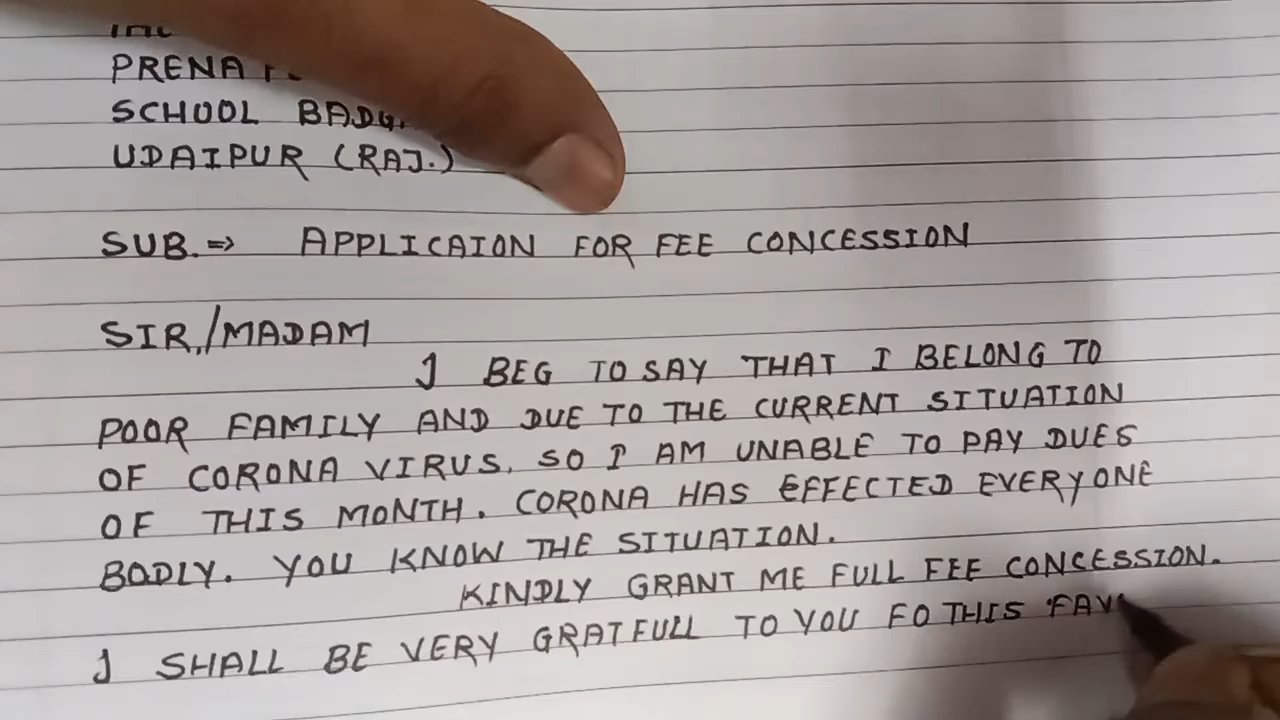 PRENA
SCHOOL BADG.
UDAIPUR (RAJ.)
SUB. ⇒ APPLICAION FOR FEE CONCESSION
SIR,/MADAM
I BEG TO SAY THAT I BELONG TO
POOR FAMILY AND DUE TO THE CURRENT SITUATION
OF CORONA VIRUS. SO I AM UNABLE TO PAY DUES
OF THIS MONTH. CORONA HAS EFFECTED EVERYONE
BADLY. YOU KNOW THE SITUATION.
KINDLY GRANT ME FULL FEE CONCESSION.
I SHALL BE VERY GRATFULL TO YOU FO THIS FAV